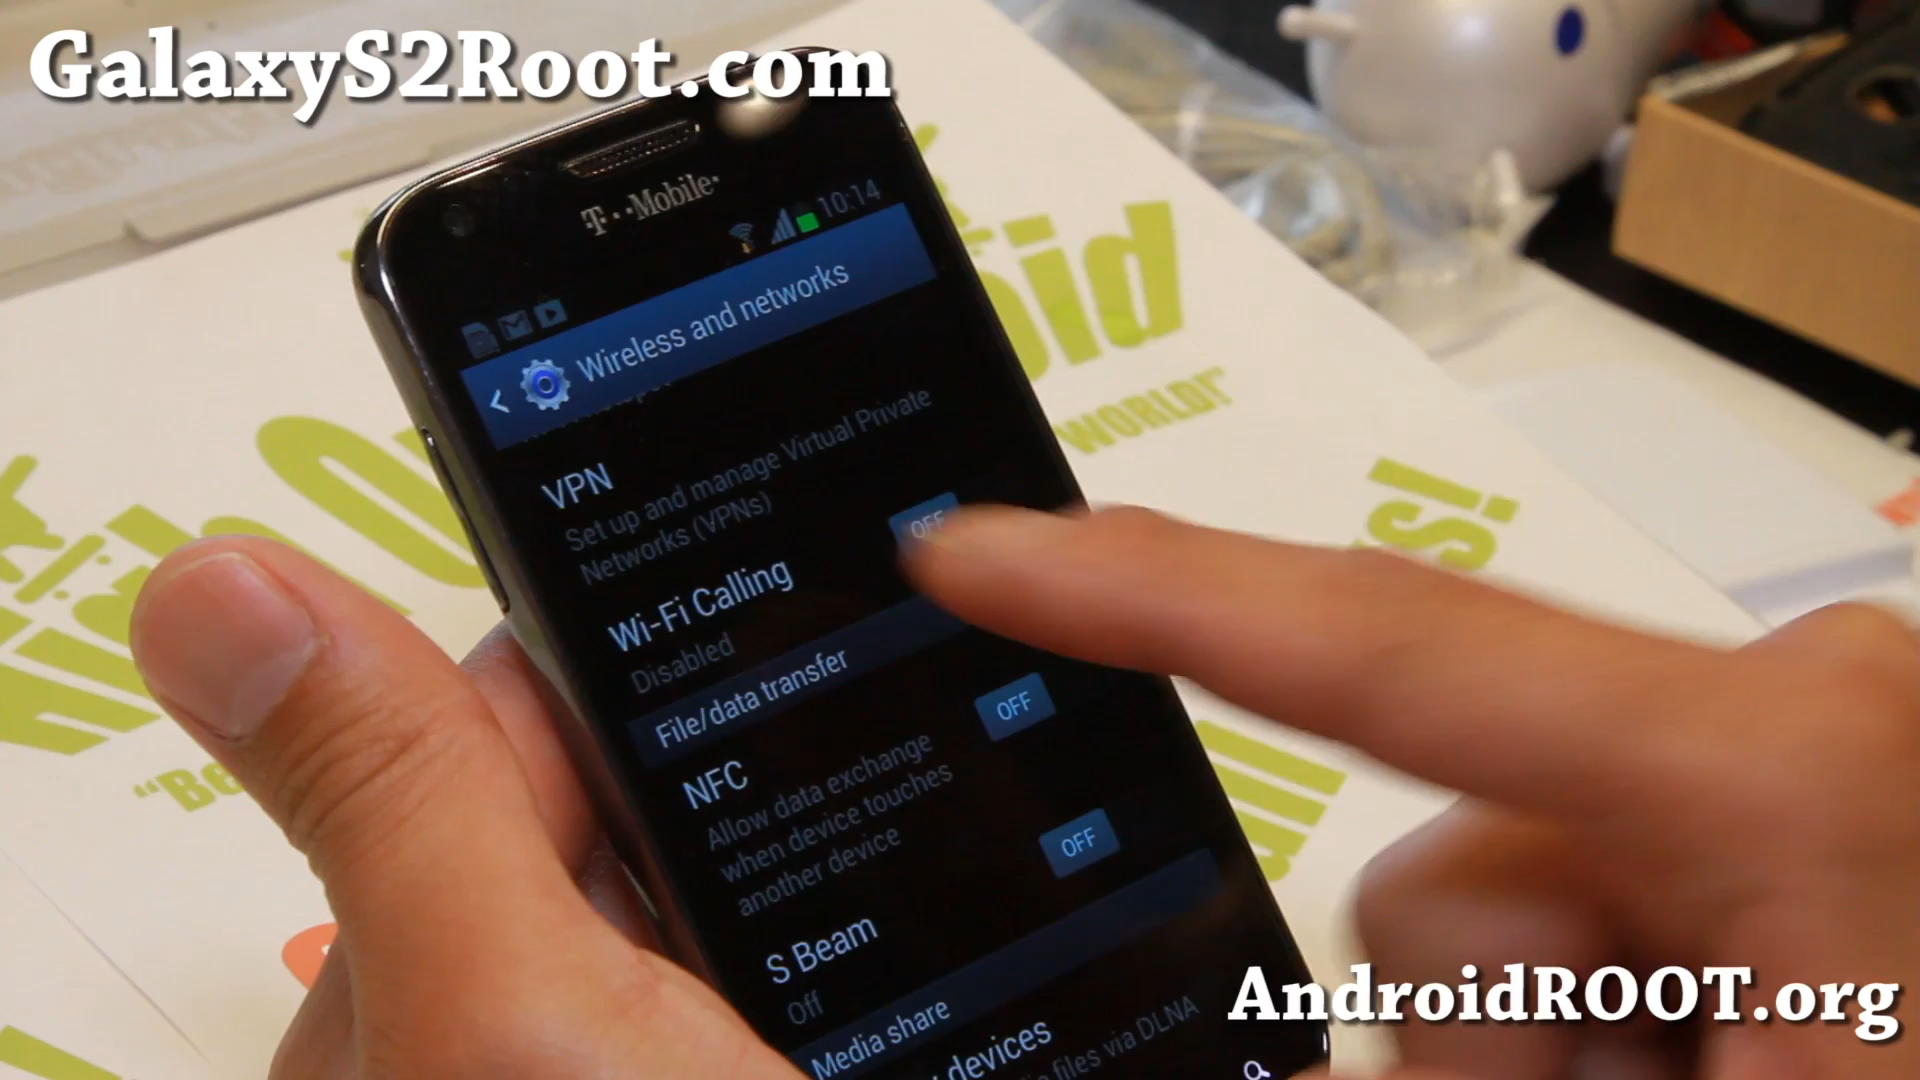 GalaxyS2Root.com
T··Mobile·
10:14
Wireless and networks
VPN
Set up and manage Virtual Private
Networks (VPNs)
OFF
Wi-Fi Calling
Disabled
File/data transfer
OFF
NFC
Allow data exchange
when device touches
another device
OFF
S Beam
Off
Media share
devices
files via DLNA
WORLD!"
"Be
AndroidROOT.org